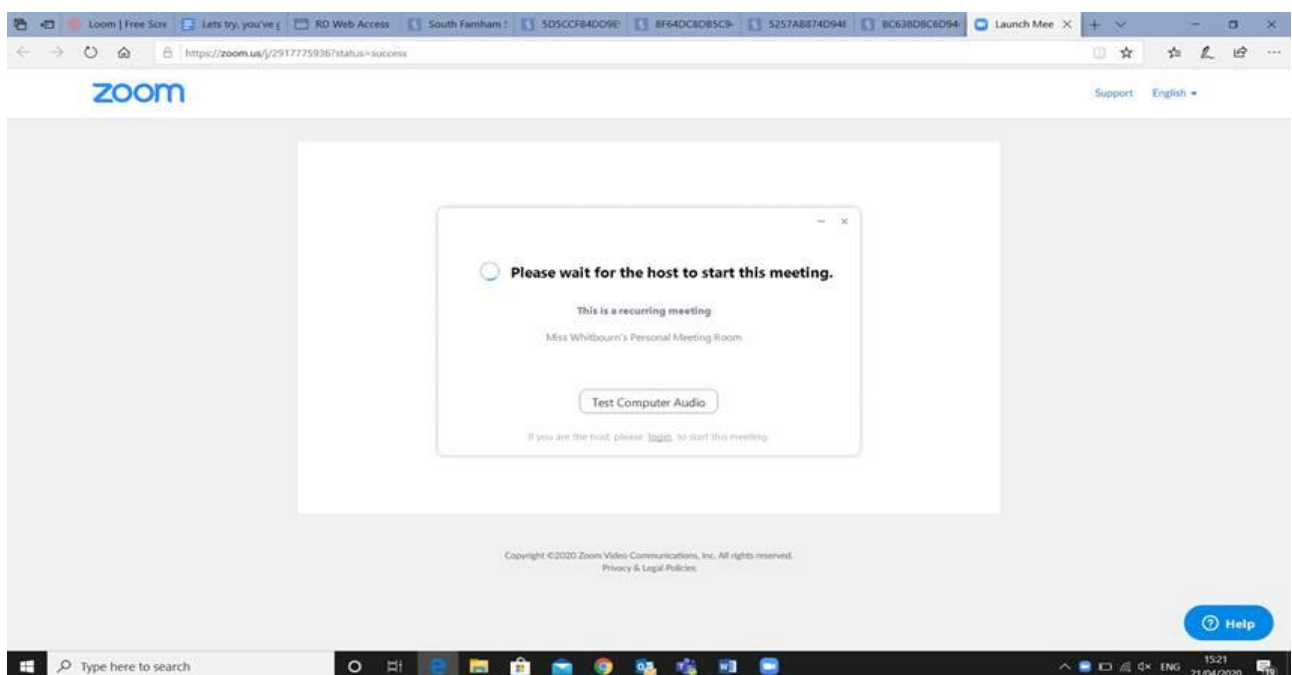 Loom | Free Scre
Lets try, you've g
RD Web Access
South Farnham S
5D5CCF84DD9E
8F64DC8D85C9-
5257A8874D94E
BC638D8C6D94
Launch Mee
https://zoom.us/j/2917775936?status=success
zoom
Support English
Please wait for the host to start this meeting.
This is a recurring meeting
Miss Whitbourn's Personal Meeting Room
Test Computer Audio
If you are the host, please login to start this meeting.
Copyright ©2020 Zoom Video Communications, Inc. All rights reserved.
Privacy & Legal Policies
Help
Type here to search
ENG
15:21
21/04/2020